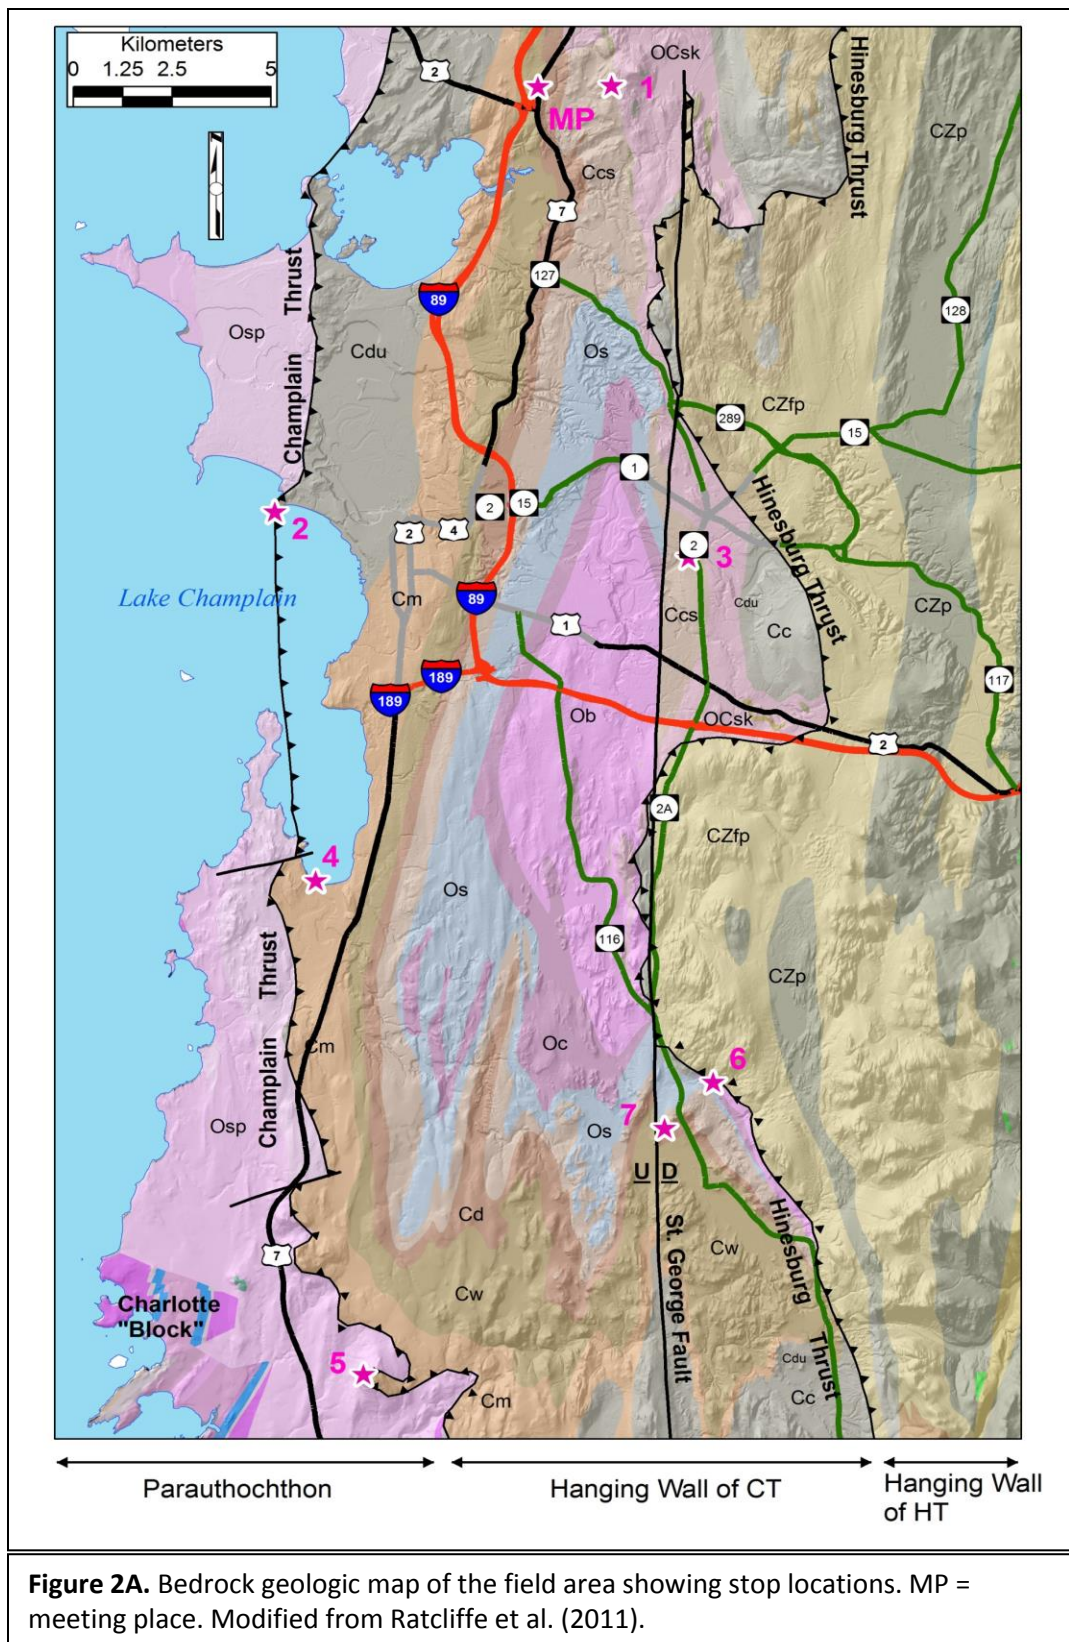 Kilometers
0 1.25 2.5 5
2
MP
1
OCsk
Hinesburg Thrust
CZp
Ccs
7
127
89
128
Osp
Champlain Thrust
Cdu
Os
CZfp
289
15
1
2
15
2
4
2
3
2
Hinesburg Thrust
Lake Champlain
Cm
89
1
Ccs
Cdu
Cc
CZp
117
189
189
Ob
OCsk
2
2A
CZfp
4
Os
116
CZp
Champlain Thrust
Cm
Oc
6
Osp
Os
7
U D
Cd
St. George Fault
Cw
Hinesburg Thrust
7
Cw
Charlotte
"Block"
5
Cm
Cdu
Cc
Parauthochthon
Hanging Wall of CT
Hanging Wall
of HT
Figure 2A. Bedrock geologic map of the field area showing stop locations. MP =
meeting place. Modified from Ratcliffe et al. (2011).